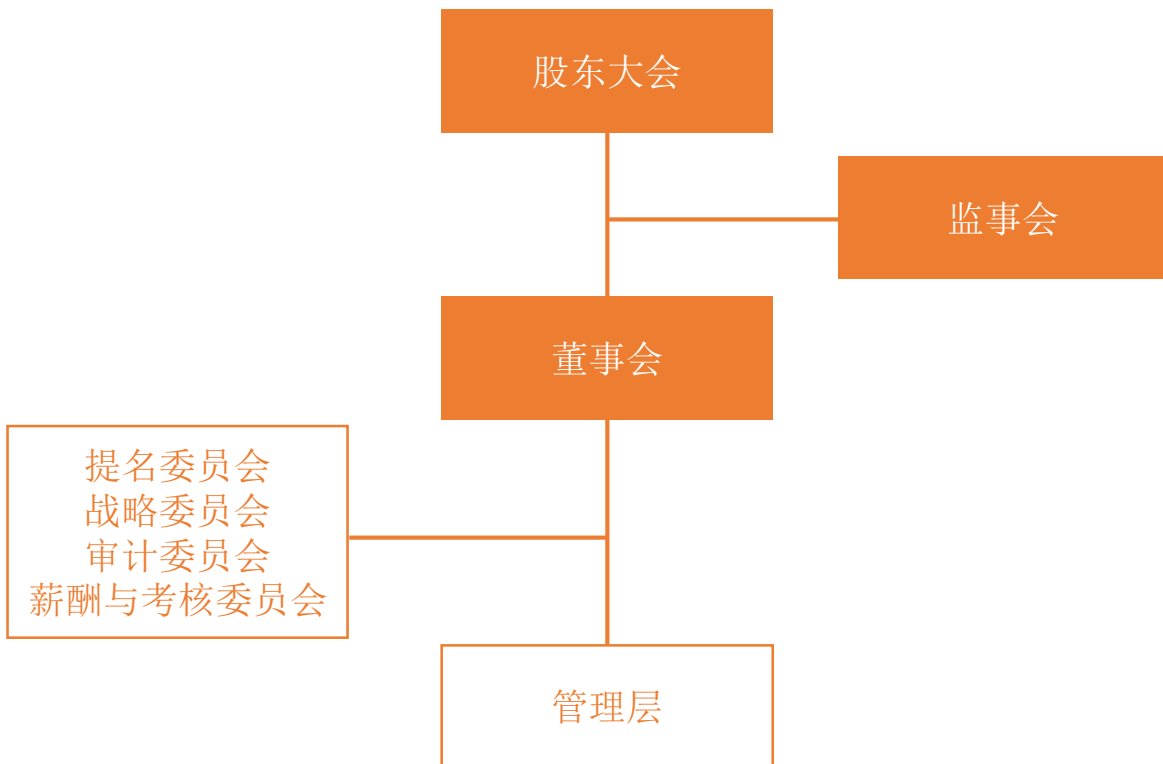 股东大会
监事会
董事会
提名委员会
战略委员会
审计委员会
薪酬与考核委员会
管理层